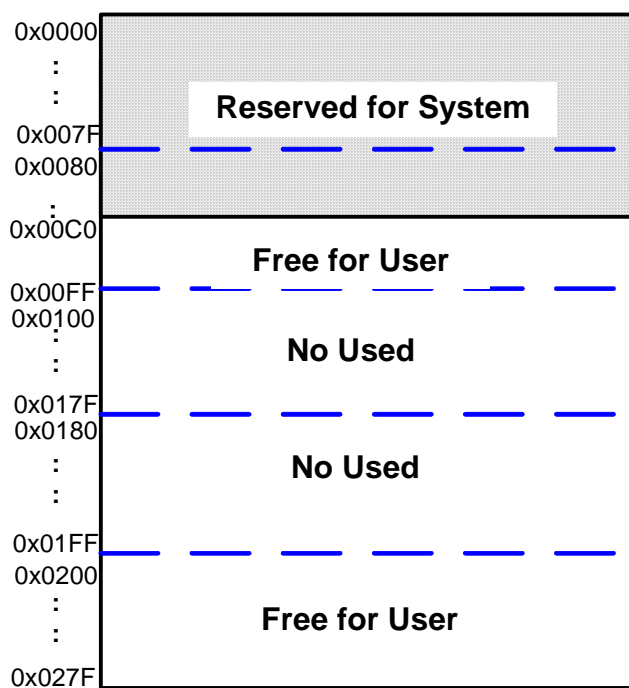 0x0000
:
:
Reserved for System
0x007F
0x0080
:
0x00C0
Free for User
0x00FF
0x0100
:
No Used
:
0x017F
0x0180
:
No Used
:
0x01FF
0x0200
:
Free for User
:
0x027F